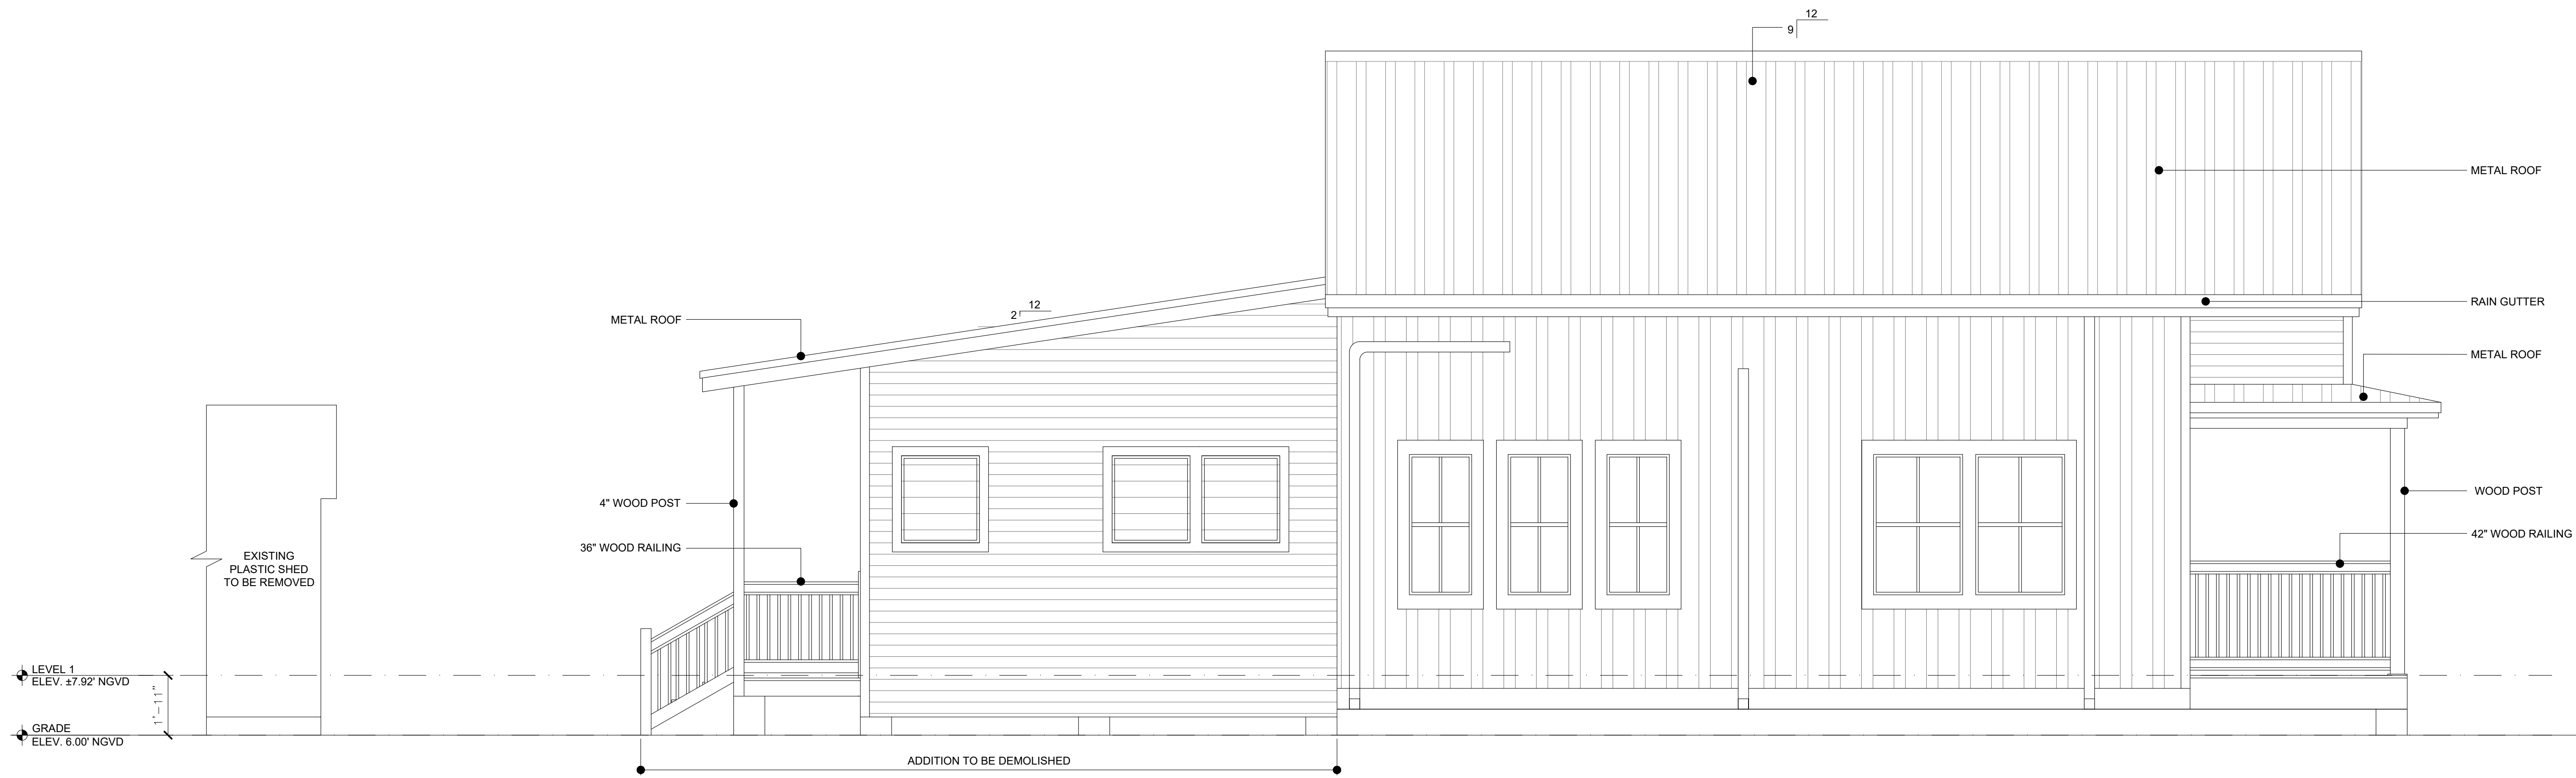 12
9
METAL ROOF
RAIN GUTTER
12
2
METAL ROOF
METAL ROOF
WOOD POST
4" WOOD POST
42" WOOD RAILING
36" WOOD RAILING
EXISTING
PLASTIC SHED
TO BE REMOVED
LEVEL 1
ELEV. ±7.92' NGVD
1'-11"
GRADE
ELEV. 6.00' NGVD
ADDITION TO BE DEMOLISHED